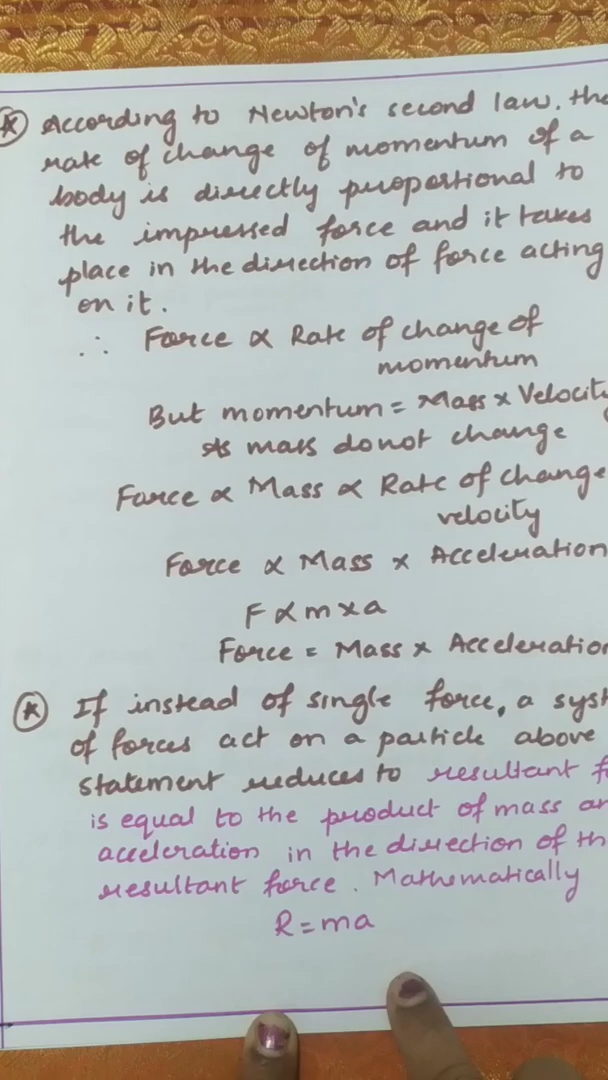 According to Newton's second law, the
rate of change of momentum of a
body is directly proportional to
the impressed force and it takes
place in the direction of force acting
on it.
∴ Force ∝ Rate of change of
momentum
But momentum = Mass × Velocity
As mass do not change
Force ∝ Mass ∝ Rate of change
velocity
Force ∝ Mass × Acceleration
F ∝ m × a
Force = Mass × Acceleration
If instead of single force, a syst
of forces act on a particle above
statement reduces to resultant f
is equal to the product of mass an
acceleration in the direction of th
resultant force. Mathematically
R = ma